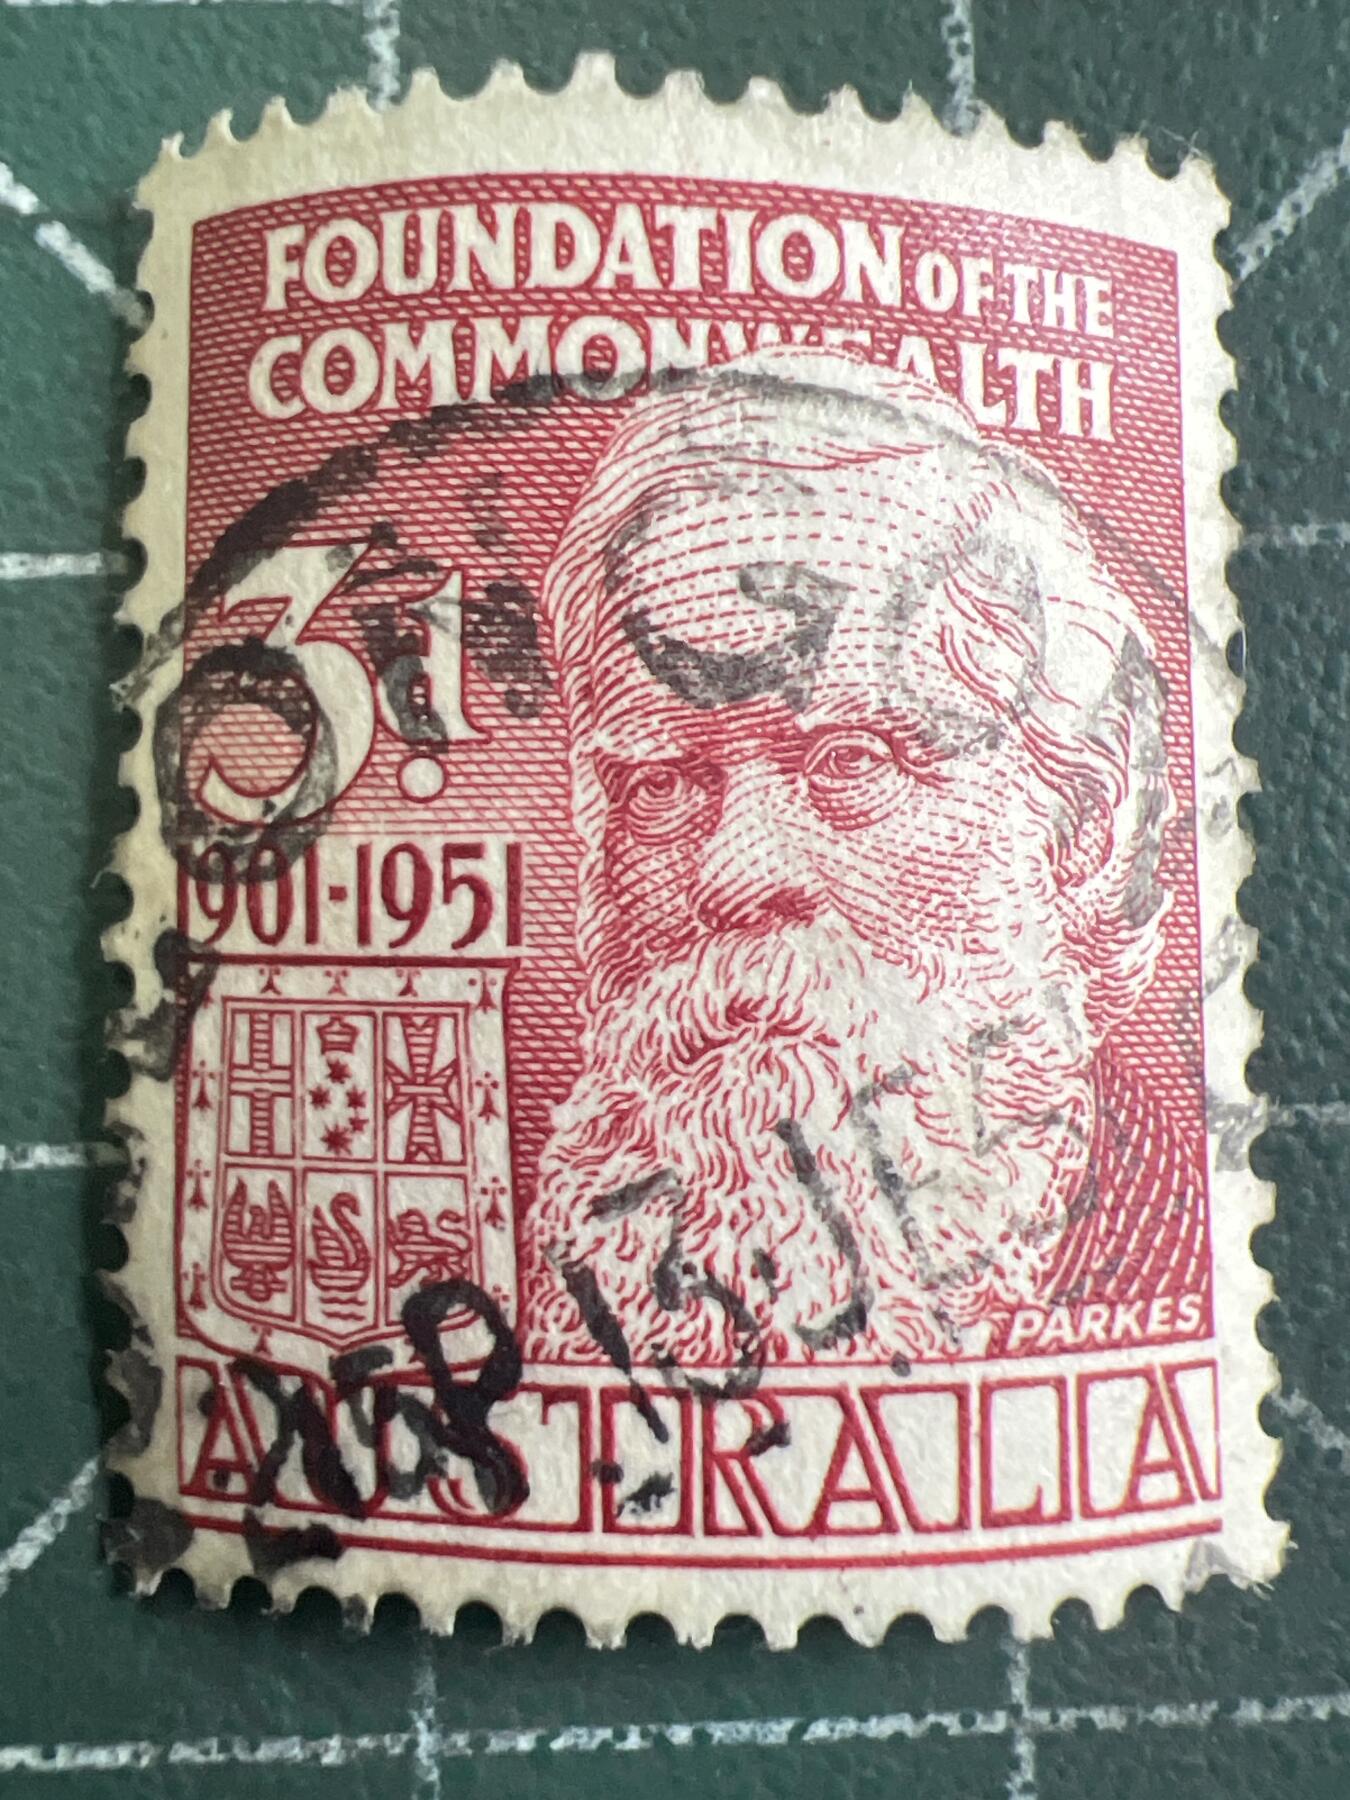 FOUNDATION OF THE
COMMONWEALTH
3d.
1901-1951
PARKES
AUSTRALIA